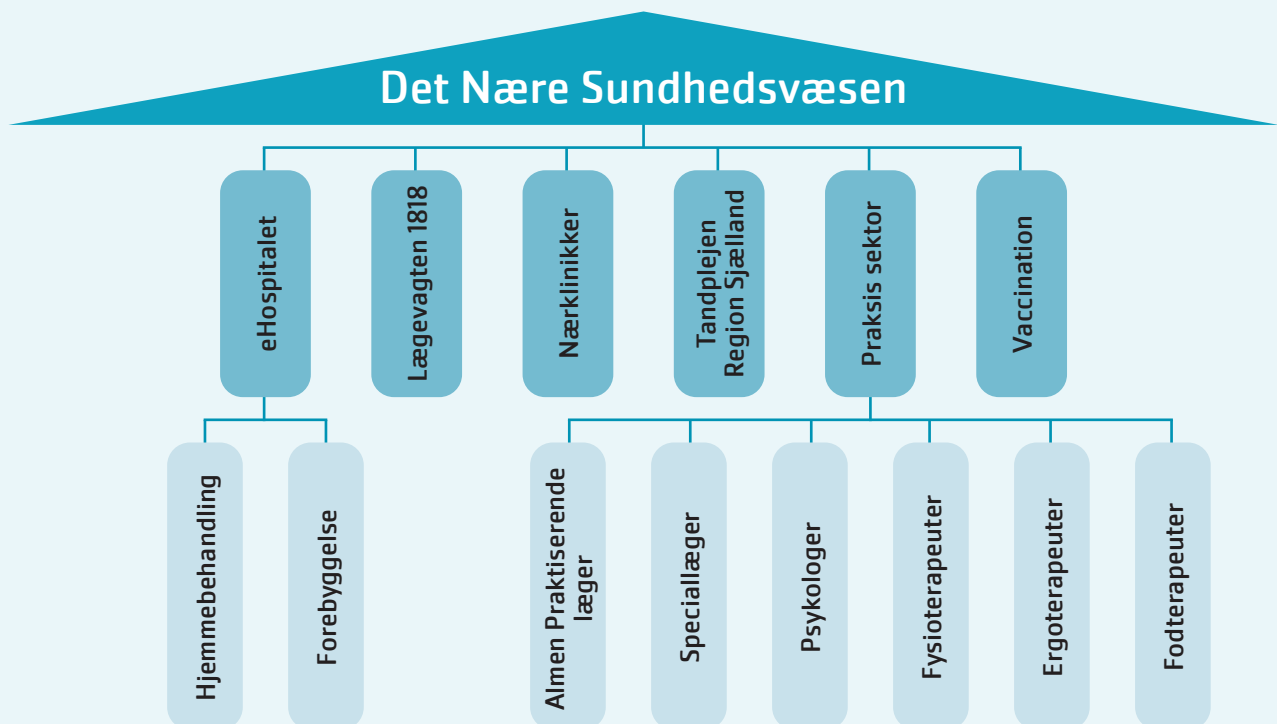 Det Nære Sundhedsvæsen
eHospitalet
Lægevagten 1818
Nærklinikker
Tandplejen
Region Sjælland
Praksis sektor
Vaccination
Hjemmebehandling
Forebyggelse
Almen Praktiserende
læger
Speciallæger
Psykologer
Fysioterapeuter
Ergoterapeuter
Fodterapeuter